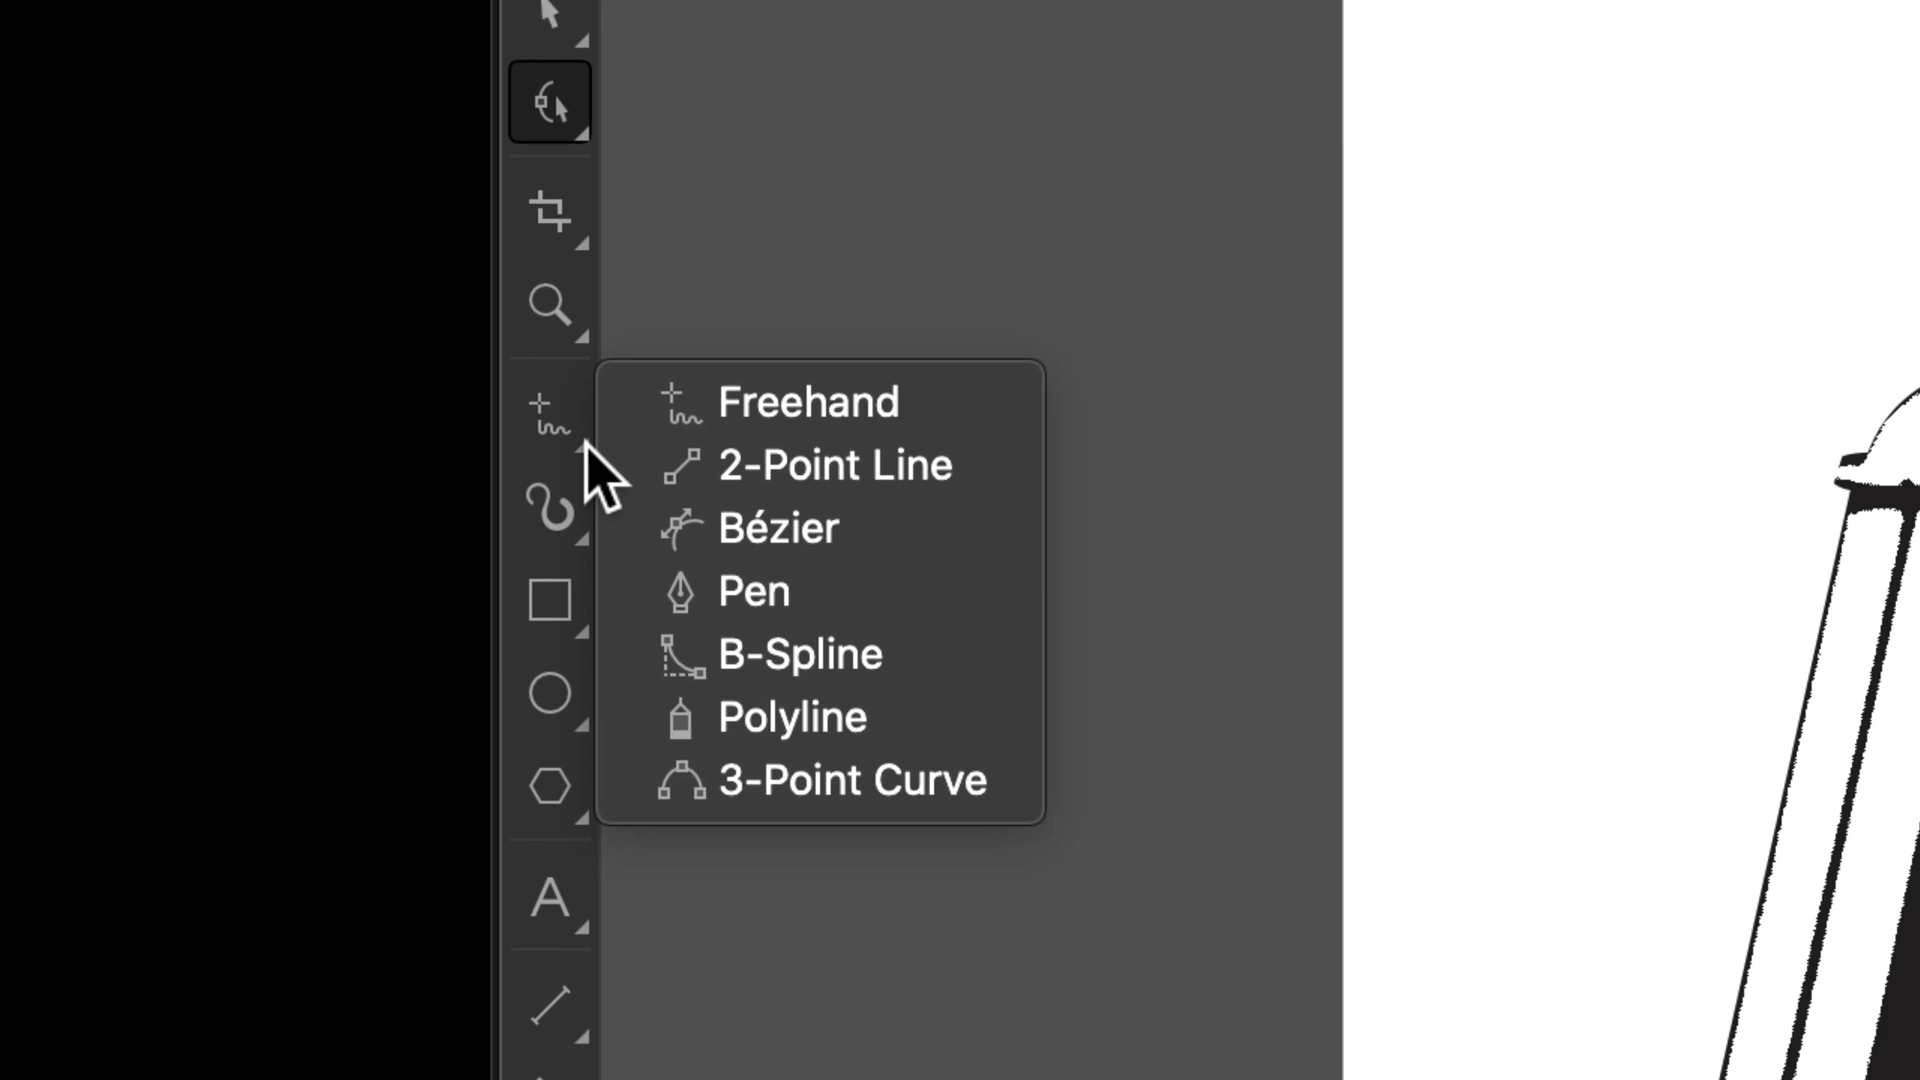 Freehand
2-Point Line
Bézier
Pen
B-Spline
Polyline
3-Point Curve
A